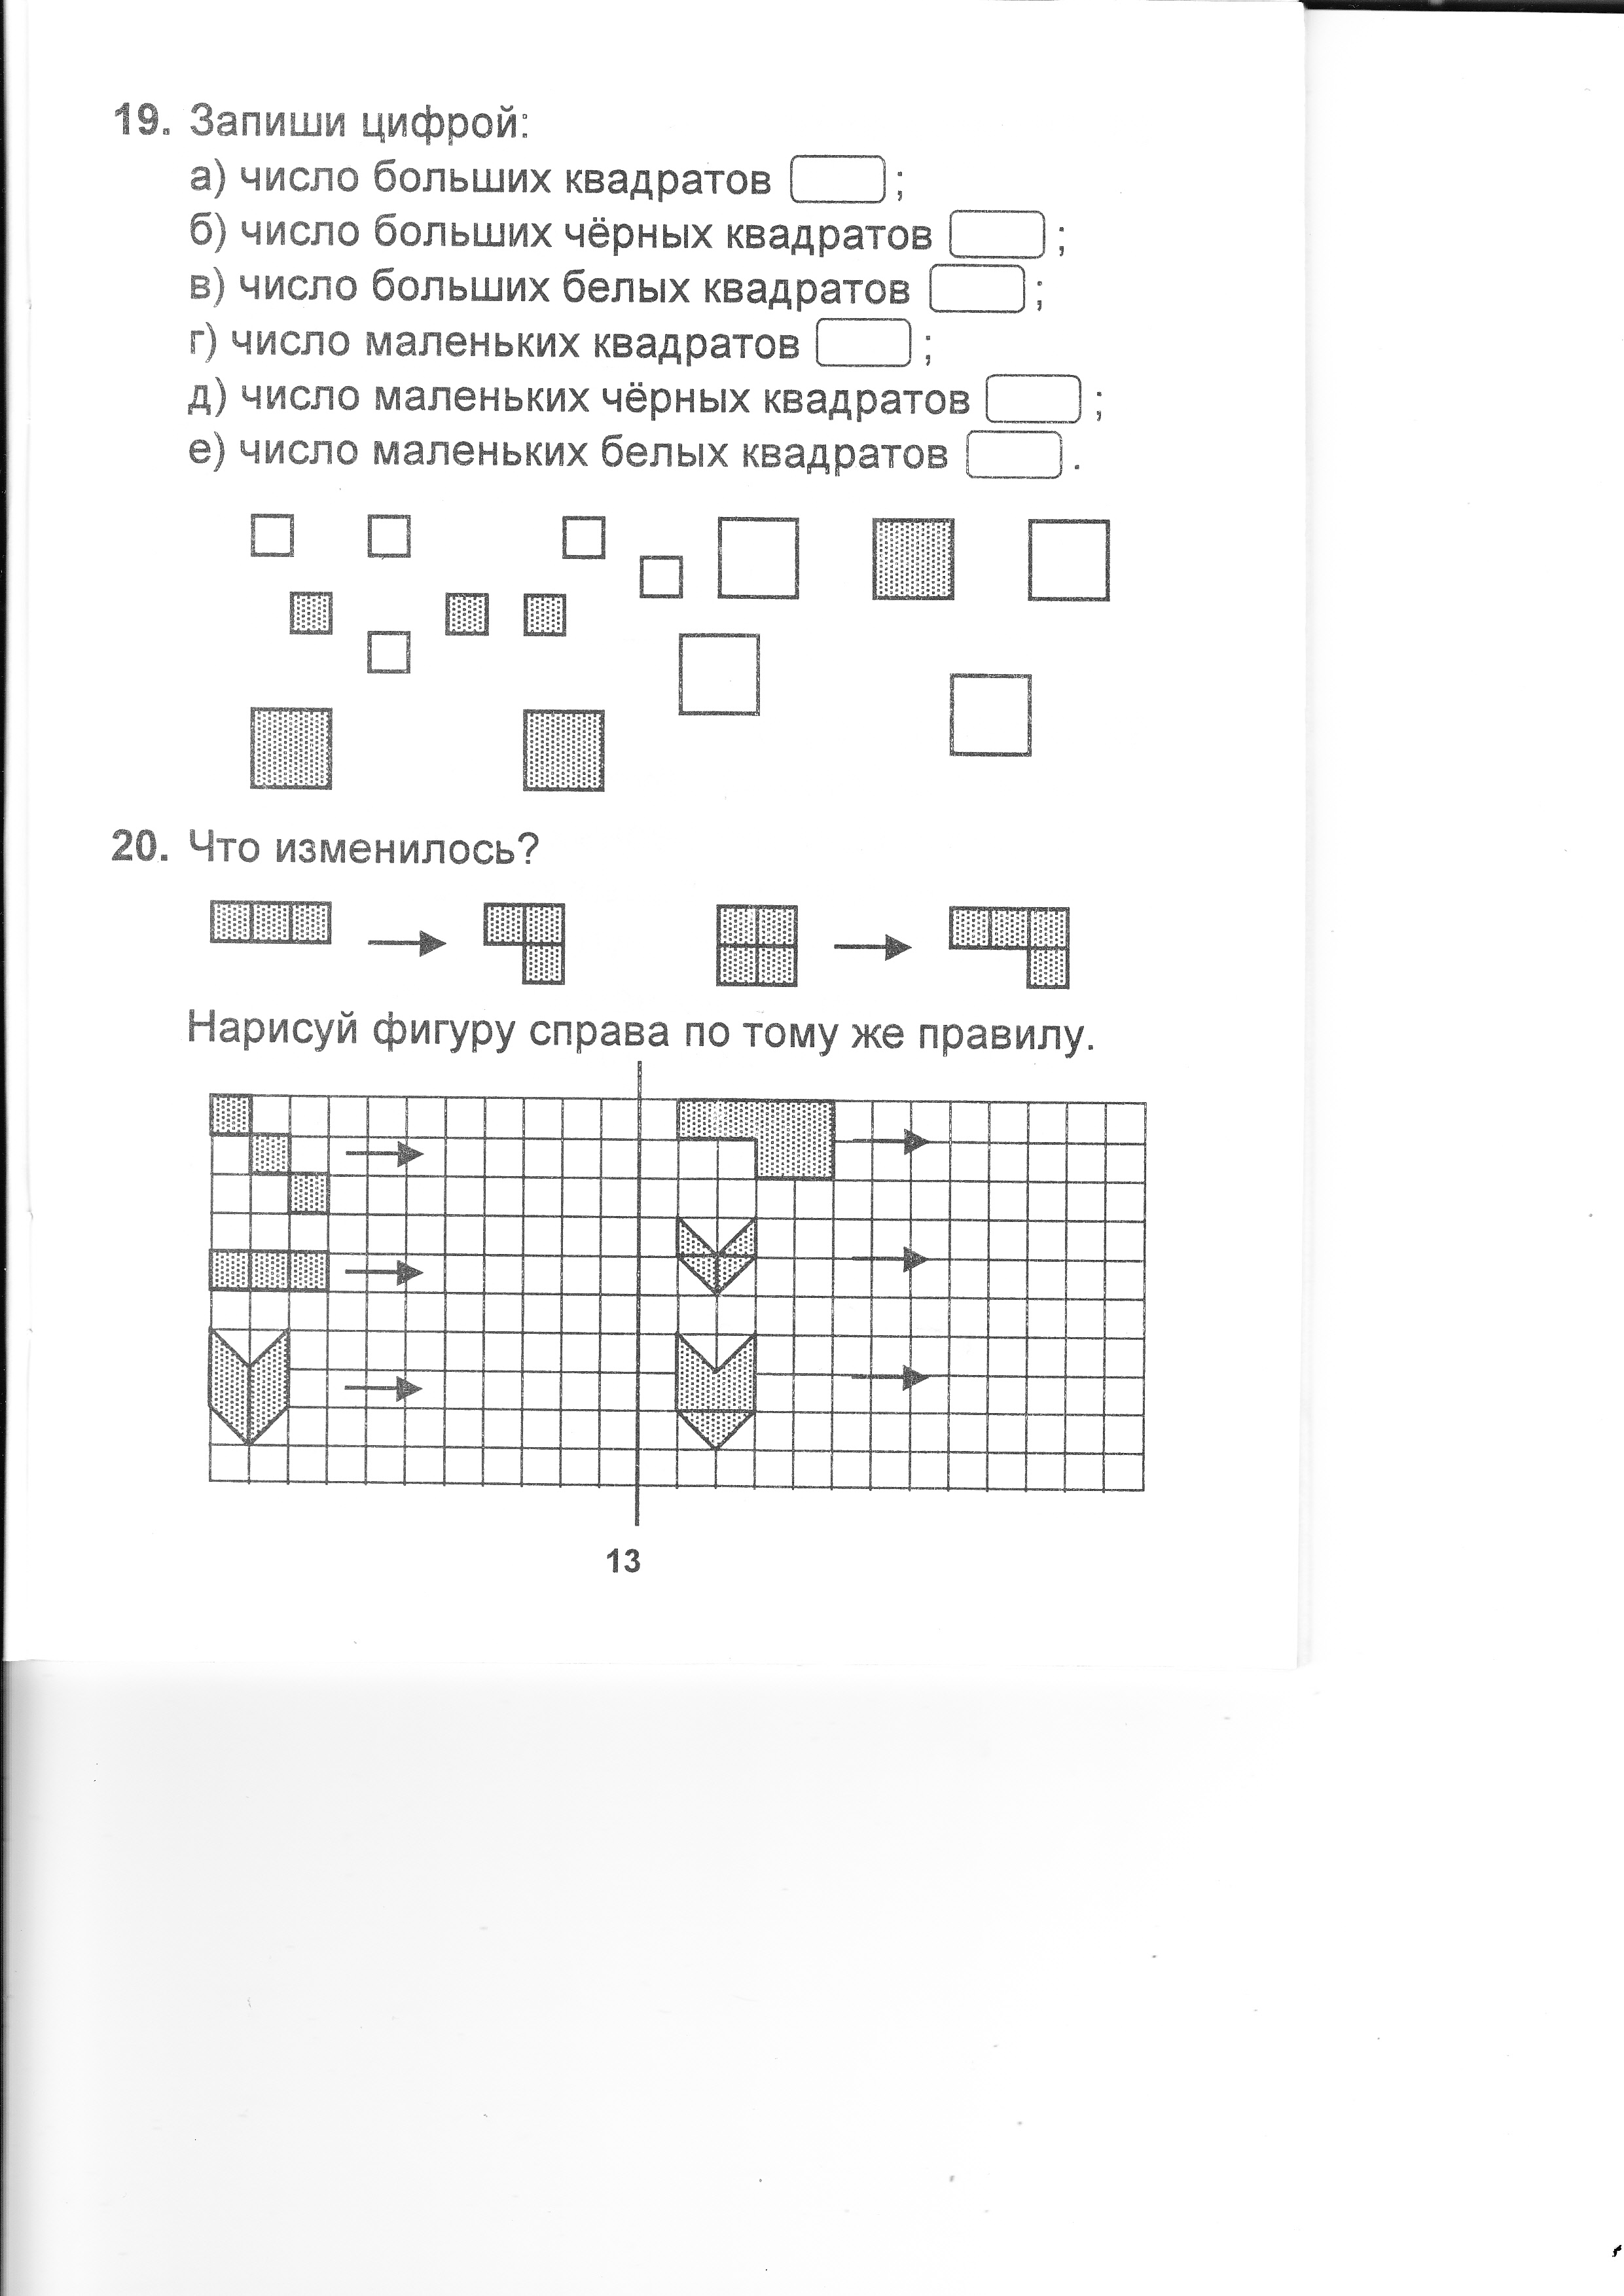 19. Запиши цифрой:
а) число больших квадратов ;
б) число больших чёрных квадратов ;
в) число больших белых квадратов ;
г) число маленьких квадратов ;
д) число маленьких чёрных квадратов ;
е) число маленьких белых квадратов .
20. Что изменилось?
Нарисуй фигуру справа по тому же правилу.
13